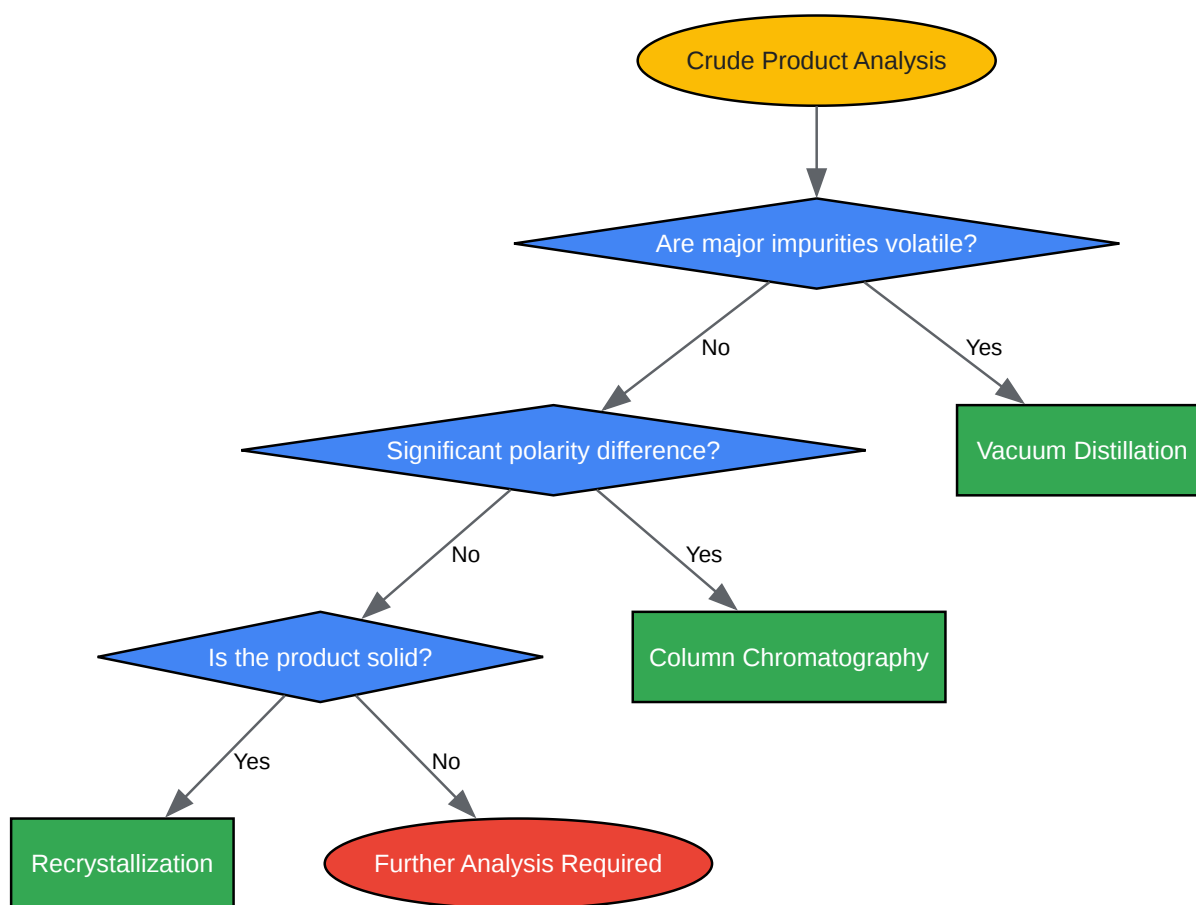 Crude Product Analysis
Are major impurities volatile?
No
Yes
Significant polarity difference?
Vacuum Distillation
No
Yes
Is the product solid?
Column Chromatography
Yes
No
Recrystallization
Further Analysis Required